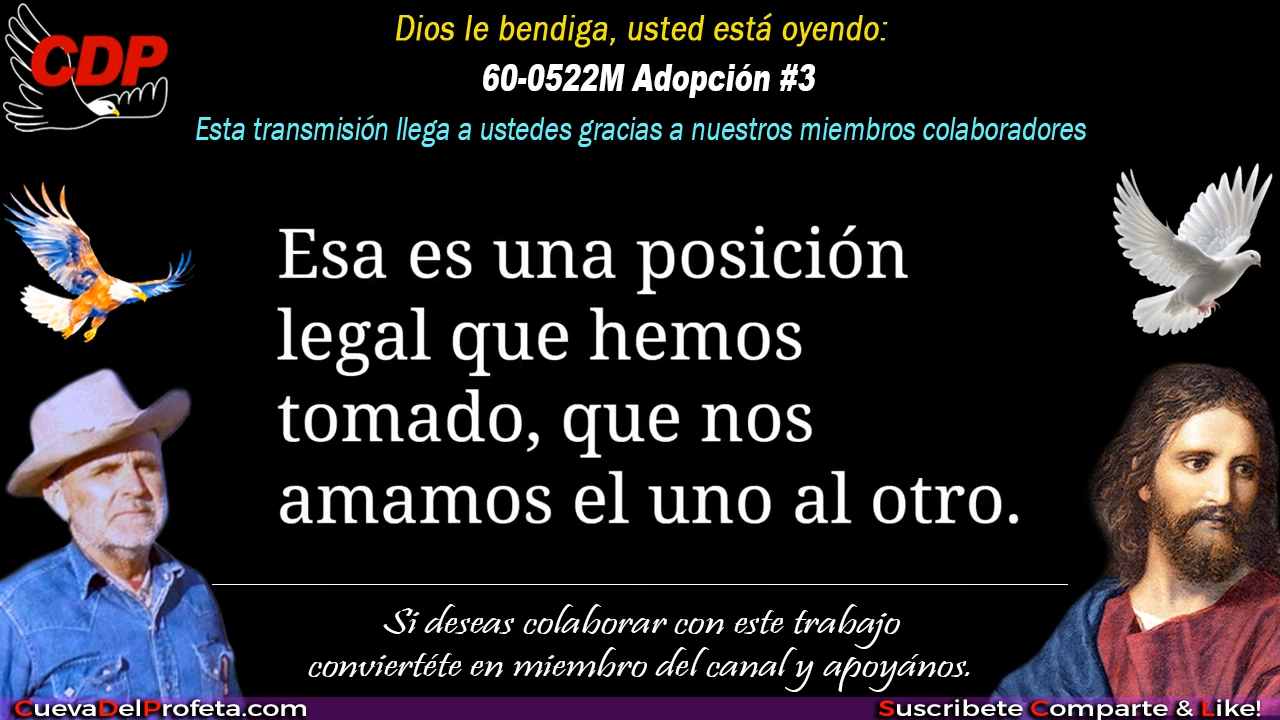 CDP
Dios le bendiga, usted está oyendo:
60-0522M Adopción #3
Esta transmisión llega a ustedes gracias a nuestros miembros colaboradores
Esa es una posición
legal que hemos
tomado, que nos
amamos el uno al otro.
Si deseas colaborar con este trabajo
conviertéte en miembro del canal y apoyános.
CuevaDelProfeta.com
Suscribete Comparte & Like!